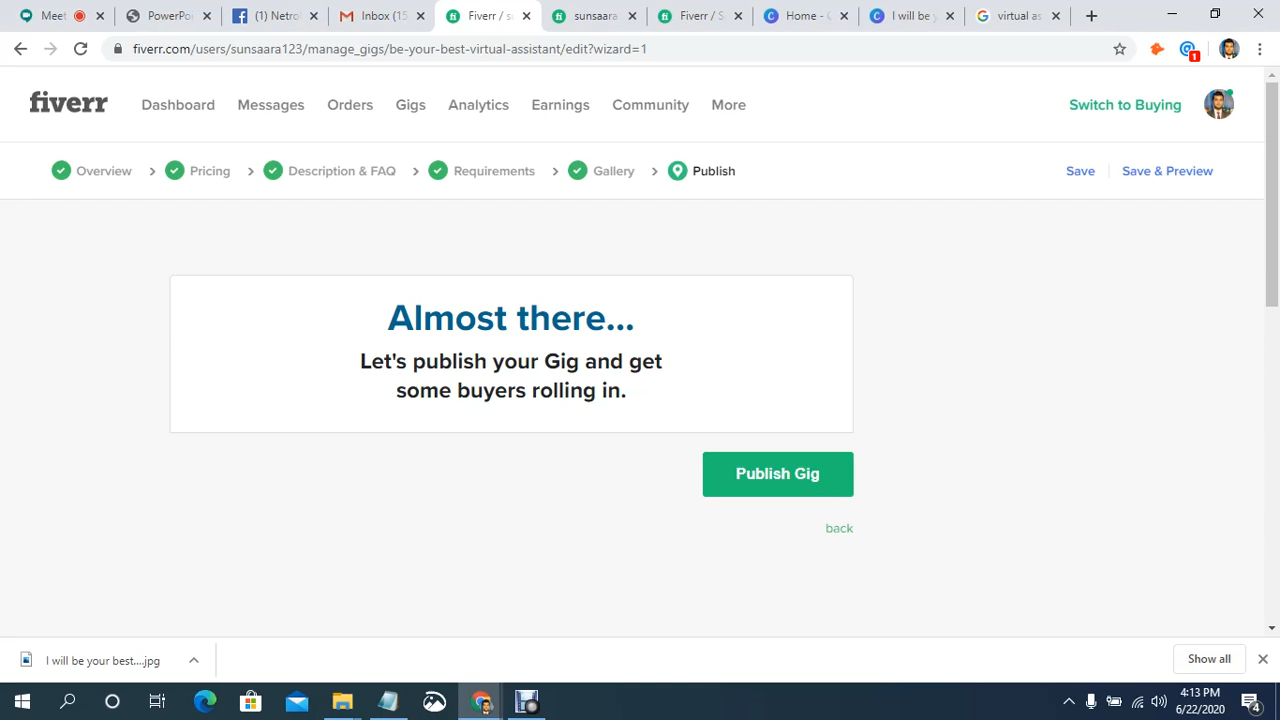 Meet
PowerP
(1) Netro
Inbox (15
Fiverr / su
sunsaara
Fiverr / S
Home - C
I will be y
virtual as
fiverr.com/users/sunsaara123/manage_gigs/be-your-best-virtual-assistant/edit?wizard=1
1
fiverr
Dashboard
Messages
Orders
Gigs
Analytics
Earnings
Community
More
Switch to Buying
Overview
Pricing
Description & FAQ
Requirements
Gallery
Publish
Save
Save & Preview
Almost there...
Let's publish your Gig and get
some buyers rolling in.
Publish Gig
back
I will be your best....jpg
Show all
4:13 PM
6/22/2020
4